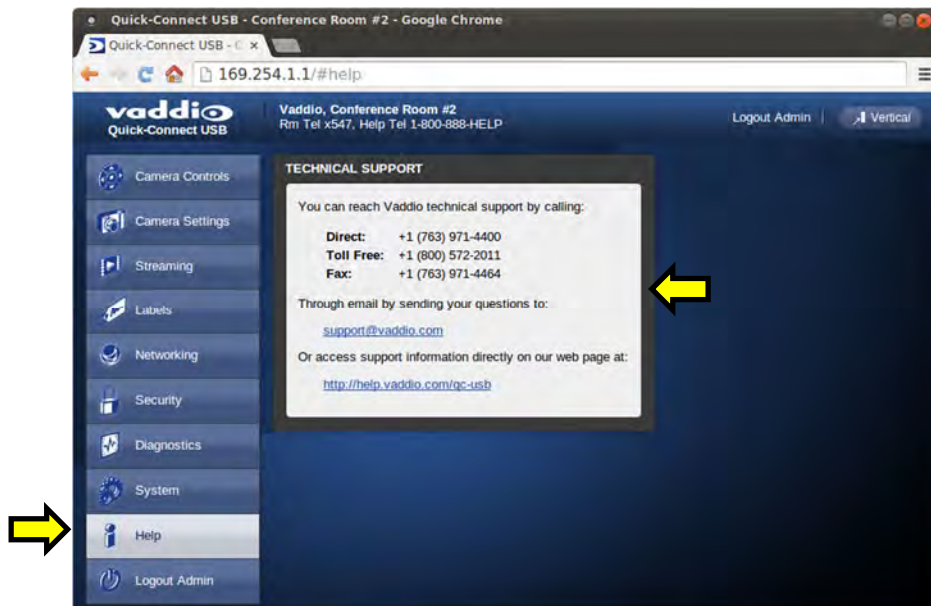 Quick-Connect USB - Conference Room #2 - Google Chrome
Quick-Connect USB - C
169.254.1.1/#help
vaddio
Quick-Connect USB
Vaddio, Conference Room #2
Rm Tel x547, Help Tel 1-800-888-HELP
Logout Admin
Vertical
Camera Controls
Camera Settings
Streaming
Labels
Networking
Security
Diagnostics
System
Help
Logout Admin
TECHNICAL SUPPORT
You can reach Vaddio technical support by calling:
Direct: +1 (763) 971-4400
Toll Free: +1 (800) 572-2011
Fax: +1 (763) 971-4464
Through email by sending your questions to:
support@vaddio.com
Or access support information directly on our web page at:
http://help.vaddio.com/qc-usb